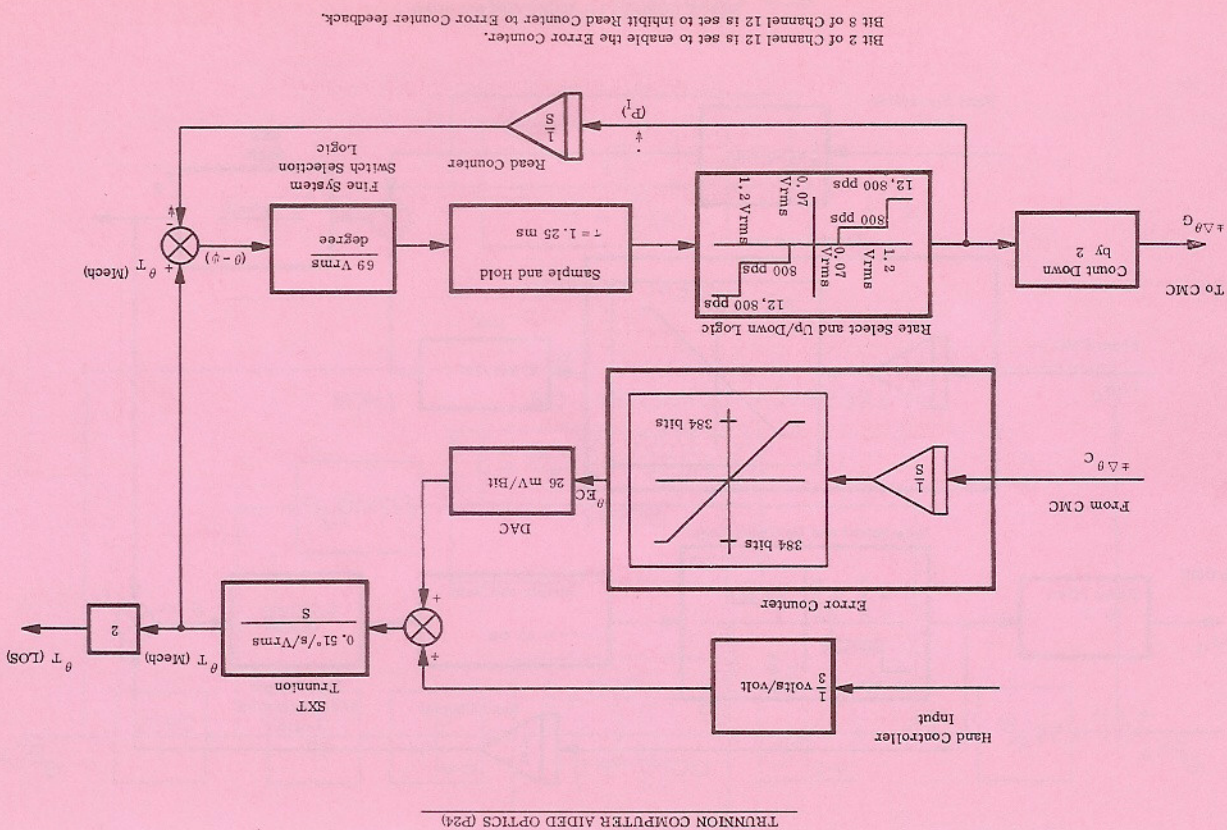 TRUNNION COMPUTER AIDED OPTICS (P24)
Hand Controller
Input
1
3
volts/volt
SXT
Trunnion
0.51°/s/Vrms
S
θT (Mech)
2
θT (LOS)
+
+
Error Counter
From CMC
±Δθc
1
S
384 bits
384 bits
θEC
DAC
26 mV/Bit
To CMC
±ΔθG
Count Down
by 2
Rate Select and Up/Down Logic
12,800 pps
800 pps
1.2
Vrms
0.07
Vrms
0.07
Vrms
1.2 Vrms
800 pps
12,800 pps
Sample and Hold
τ = 1.25 ms
69 Vrms
degree
Fine System
Switch Selection
Logic
(θ-ψ)
θT
(Mech)
+
-
ψ
ψ̇
(PI)
1
S
Read Counter
Bit 2 of Channel 12 is set to the enable the Error Counter.
Bit 8 of Channel 12 is set to inhibit Read Counter to Error Counter feedback.